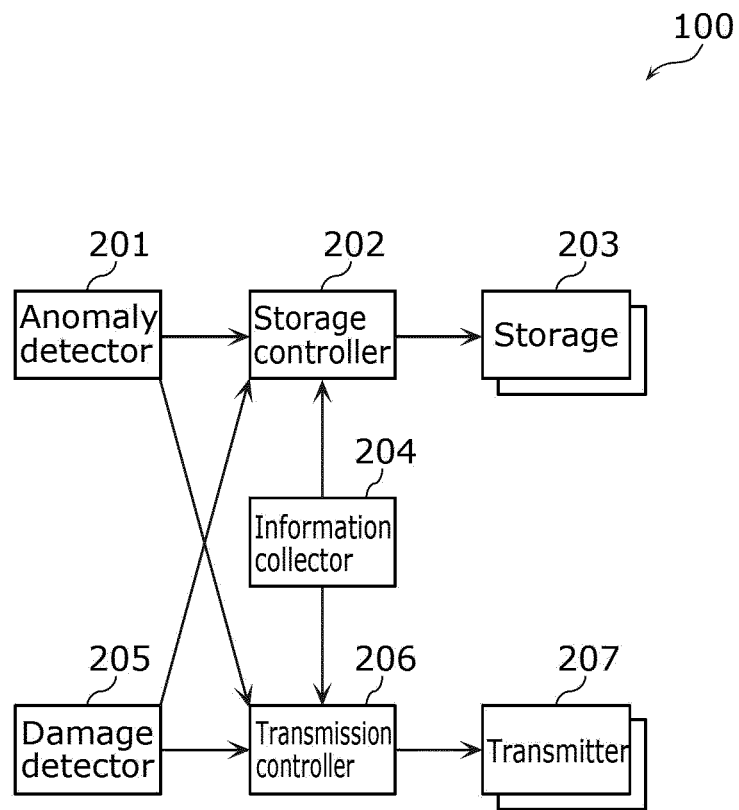 100
201
202
203
Anomaly
detector
Storage
controller
Storage
204
Information
collector
205
206
207
Damage
detector
Transmission
controller
Transmitter